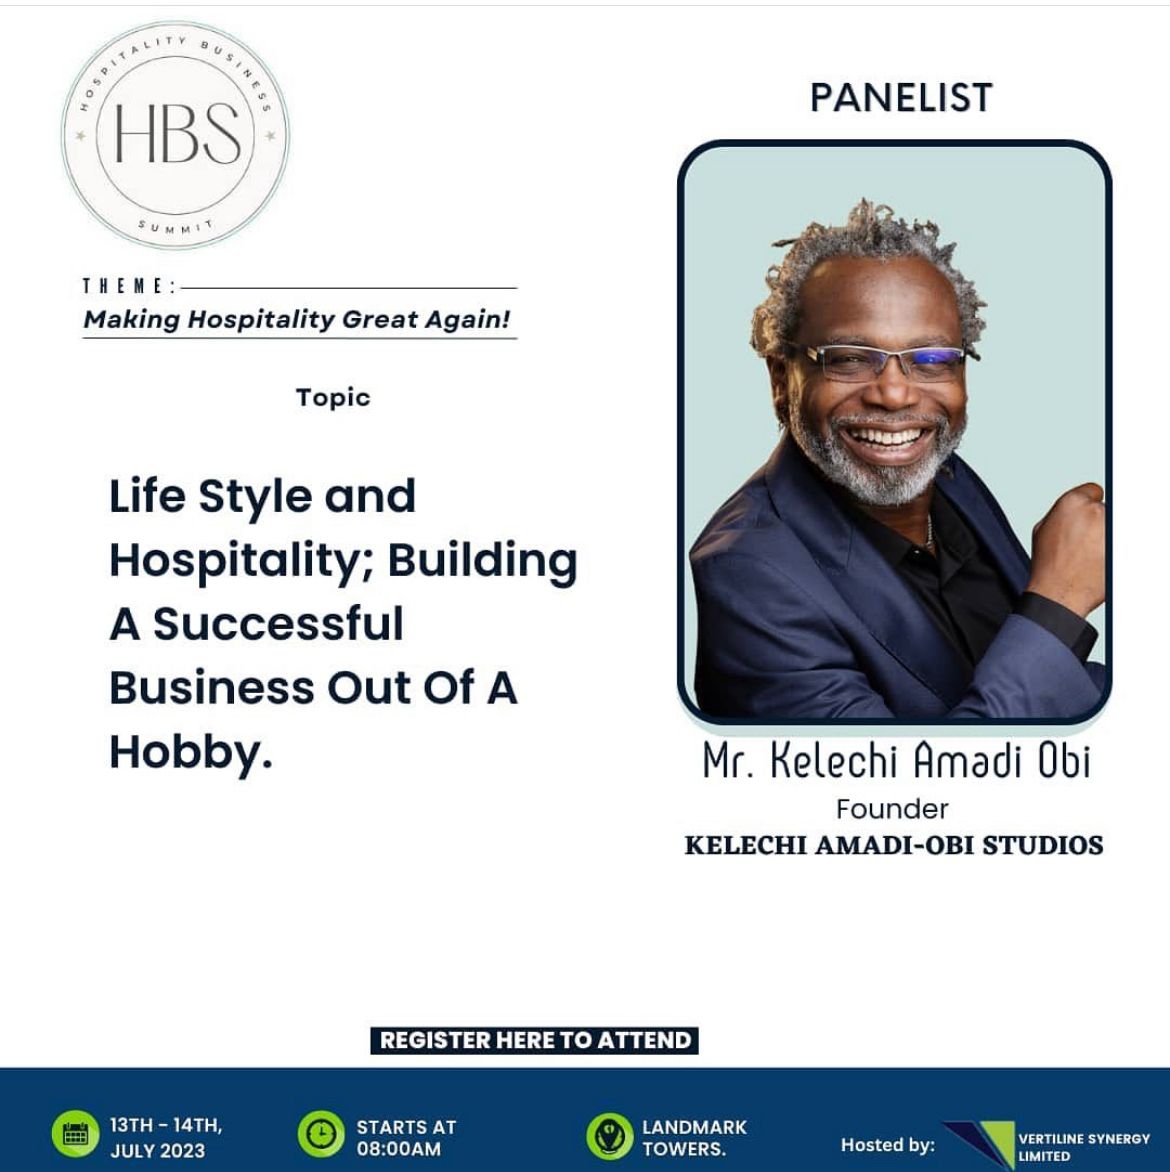 HOSPITALITY BUSINESS
HBS
SUMMIT
THEME:
Making Hospitality Great Again!
Topic
Life Style and
Hospitality; Building
A Successful
Business Out Of A
Hobby.
PANELIST
Mr. Kelechi Amadi Obi
Founder
KELECHI AMADI-OBI STUDIOS
REGISTER HERE TO ATTEND
13TH - 14TH,
JULY 2023
STARTS AT
08:00AM
LANDMARK
TOWERS.
Hosted by:
VERTILINE SYNERGY
LIMITED